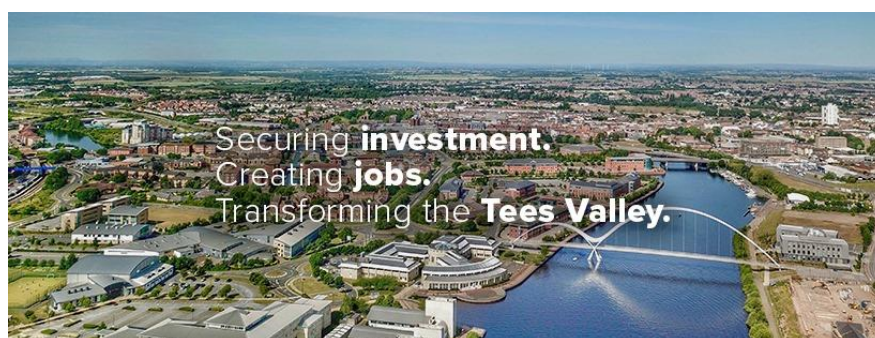 Securing investment.
Creating jobs.
Transforming the Tees Valley.